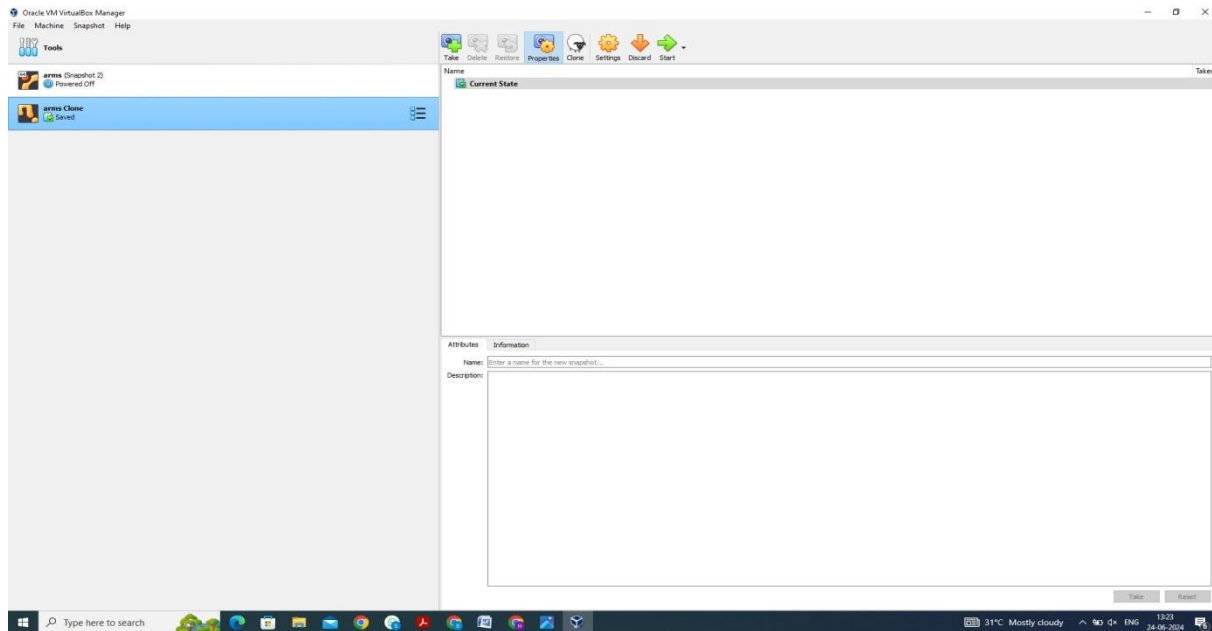 Oracle VM VirtualBox Manager
File Machine Snapshot Help
Tools
Take Delete Restore Properties Clone Settings Discard Start
arms (Snapshot 2)
Powered Off
arms Clone
Saved
Name Taken
Current State
Attributes Information
Name: Enter a name for the new snapshot...
Description:
Take Reset
Type here to search
31°C Mostly cloudy ENG 13:23
24-06-2024